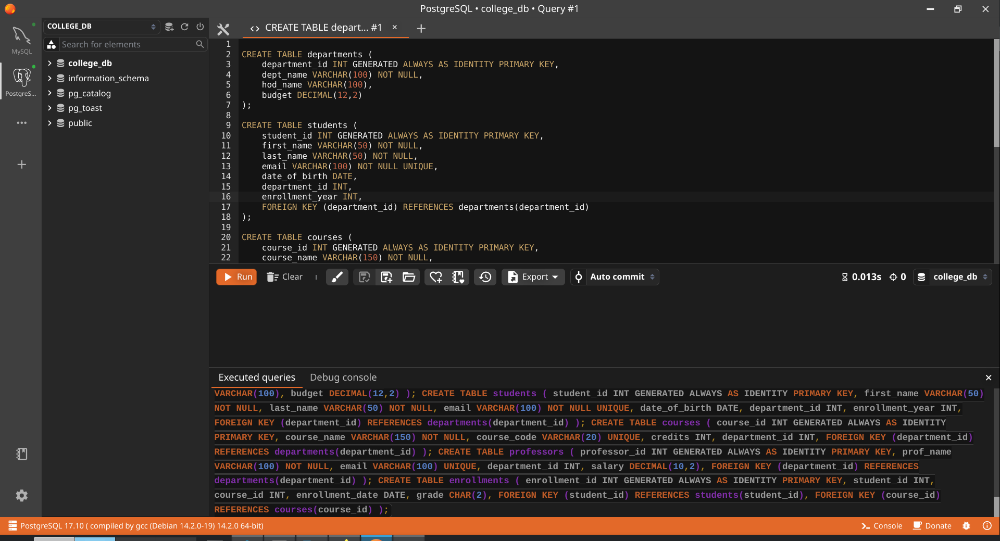 PostgreSQL • college_db • Query #1
MySQL
PostgreS...
COLLEGE_DB
Search for elements
college_db
information_schema
pg_catalog
pg_toast
public
CREATE TABLE depart... #1
1
2 CREATE TABLE departments (
3 department_id INT GENERATED ALWAYS AS IDENTITY PRIMARY KEY,
4 dept_name VARCHAR(100) NOT NULL,
5 hod_name VARCHAR(100),
6 budget DECIMAL(12,2)
7 );
8
9 CREATE TABLE students (
10 student_id INT GENERATED ALWAYS AS IDENTITY PRIMARY KEY,
11 first_name VARCHAR(50) NOT NULL,
12 last_name VARCHAR(50) NOT NULL,
13 email VARCHAR(100) NOT NULL UNIQUE,
14 date_of_birth DATE,
15 department_id INT,
16 enrollment_year INT,
17 FOREIGN KEY (department_id) REFERENCES departments(department_id)
18 );
19
20 CREATE TABLE courses (
21 course_id INT GENERATED ALWAYS AS IDENTITY PRIMARY KEY,
22 course_name VARCHAR(150) NOT NULL,
Run Clear Export Auto commit 0.013s 0 college_db
Executed queries Debug console
VARCHAR(100), budget DECIMAL(12,2) ); CREATE TABLE students ( student_id INT GENERATED ALWAYS AS IDENTITY PRIMARY KEY, first_name VARCHAR(50)
NOT NULL, last_name VARCHAR(50) NOT NULL, email VARCHAR(100) NOT NULL UNIQUE, date_of_birth DATE, department_id INT, enrollment_year INT,
FOREIGN KEY (department_id) REFERENCES departments(department_id) ); CREATE TABLE courses ( course_id INT GENERATED ALWAYS AS IDENTITY
PRIMARY KEY, course_name VARCHAR(150) NOT NULL, course_code VARCHAR(20) UNIQUE, credits INT, department_id INT, FOREIGN KEY (department_id)
REFERENCES departments(department_id) ); CREATE TABLE professors ( professor_id INT GENERATED ALWAYS AS IDENTITY PRIMARY KEY, prof_name
VARCHAR(100) NOT NULL, email VARCHAR(100) UNIQUE, department_id INT, salary DECIMAL(10,2), FOREIGN KEY (department_id) REFERENCES
departments(department_id) ); CREATE TABLE enrollments ( enrollment_id INT GENERATED ALWAYS AS IDENTITY PRIMARY KEY, student_id INT,
course_id INT, enrollment_date DATE, grade CHAR(2), FOREIGN KEY (student_id) REFERENCES students(student_id), FOREIGN KEY (course_id)
REFERENCES courses(course_id) );
PostgreSQL 17.10 ( compiled by gcc (Debian 14.2.0-19) 14.2.0 64-bit)
Console Donate